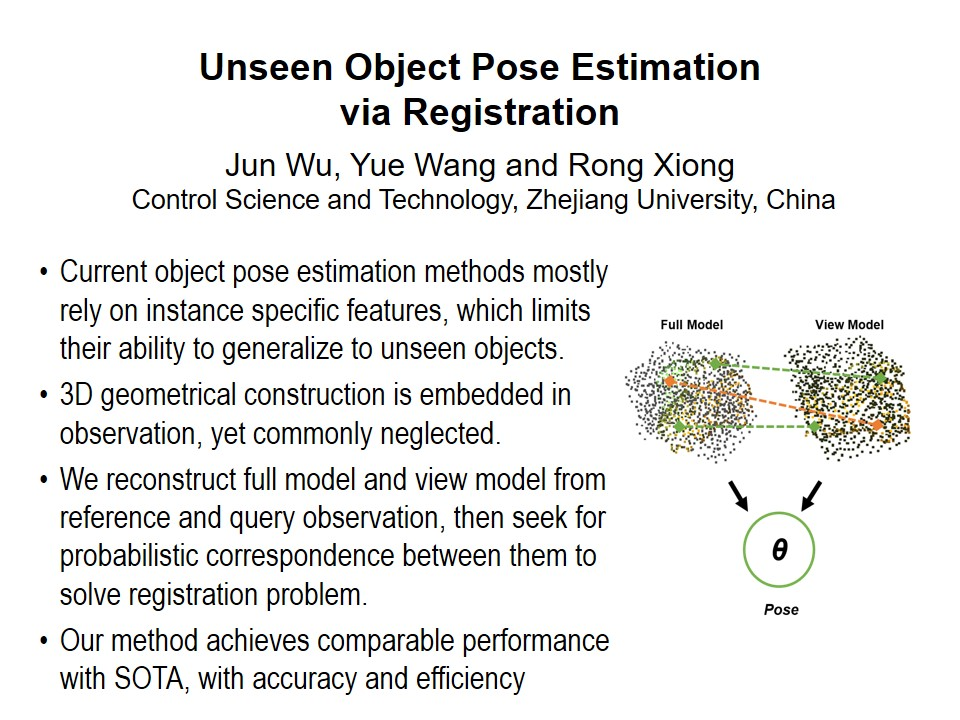 Unseen Object Pose Estimation
via Registration
Jun Wu, Yue Wang and Rong Xiong
Control Science and Technology, Zhejiang University, China
• Current object pose estimation methods mostly
rely on instance specific features, which limits
their ability to generalize to unseen objects.
• 3D geometrical construction is embedded in
observation, yet commonly neglected.
• We reconstruct full model and view model from
reference and query observation, then seek for
probabilistic correspondence between them to
solve registration problem.
• Our method achieves comparable performance
with SOTA, with accuracy and efficiency
Full Model
View Model
θ
Pose